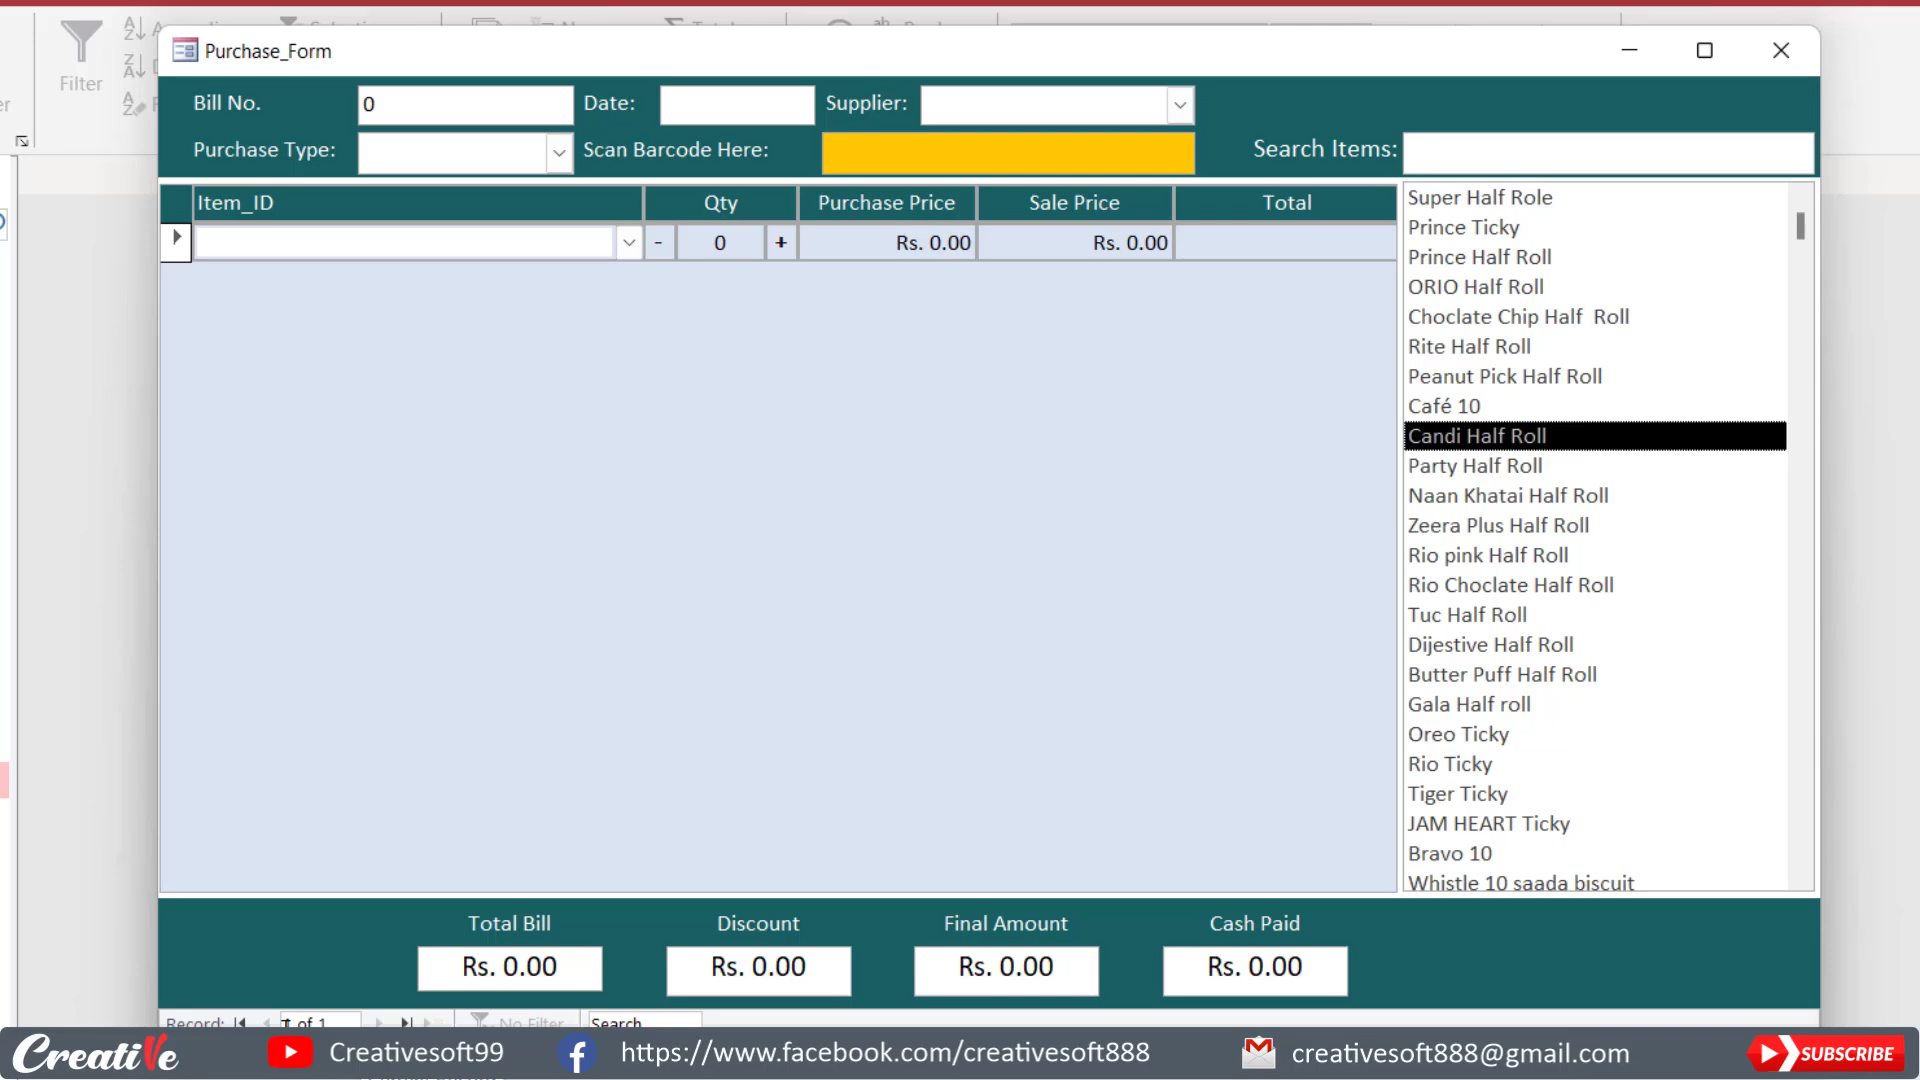 Filter
Purchase_Form
Bill No.
0
Date:
Supplier:
Purchase Type:
Scan Barcode Here:
Search Items:
Item_ID
Qty
Purchase Price
Sale Price
Total
-
0
+
Rs. 0.00
Rs. 0.00
Super Half Role
Prince Ticky
Prince Half Roll
ORIO Half Roll
Choclate Chip Half  Roll
Rite Half Roll
Peanut Pick Half Roll
Café 10
Candi Half Roll
Party Half Roll
Naan Khatai Half Roll
Zeera Plus Half Roll
Rio pink Half Roll
Rio Choclate Half Roll
Tuc Half Roll
Dijestive Half Roll
Butter Puff Half Roll
Gala Half roll
Oreo Ticky
Rio Ticky
Tiger Ticky
JAM HEART Ticky
Bravo 10
Whistle 10 saada biscuit
Total Bill
Discount
Final Amount
Cash Paid
Rs. 0.00
Rs. 0.00
Rs. 0.00
Rs. 0.00
Record:
of 1
No Filter
Search
CreatiVe
Creativesoft99
https://www.facebook.com/creativesoft888
creativesoft888@gmail.com
SUBSCRIBE